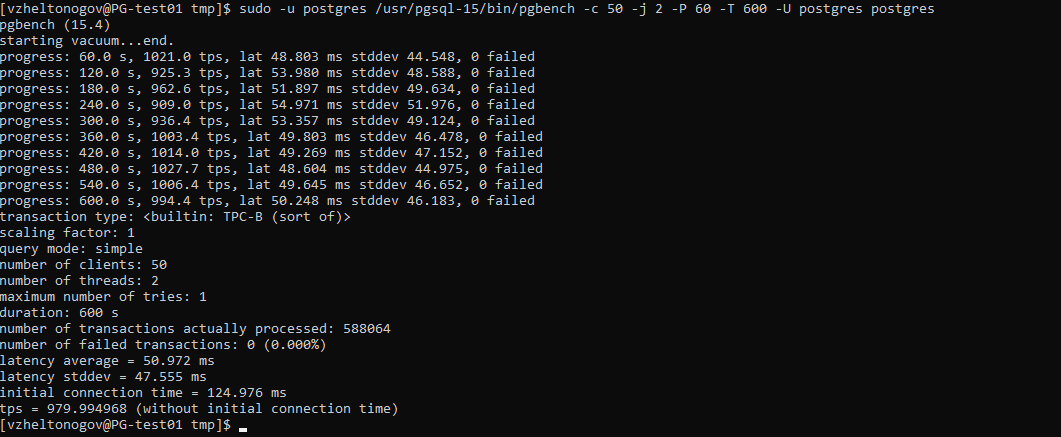 [vzheltonogov@PG-test01 tmp]$ sudo -u postgres /usr/pgsql-15/bin/pgbench -c 50 -j 2 -P 60 -T 600 -U postgres postgres
pgbench (15.4)
starting vacuum...end.
progress: 60.0 s, 1021.0 tps, lat 48.803 ms stddev 44.548, 0 failed
progress: 120.0 s, 925.3 tps, lat 53.980 ms stddev 48.588, 0 failed
progress: 180.0 s, 962.6 tps, lat 51.897 ms stddev 49.634, 0 failed
progress: 240.0 s, 909.0 tps, lat 54.971 ms stddev 51.976, 0 failed
progress: 300.0 s, 936.4 tps, lat 53.357 ms stddev 49.124, 0 failed
progress: 360.0 s, 1003.4 tps, lat 49.803 ms stddev 46.478, 0 failed
progress: 420.0 s, 1014.0 tps, lat 49.269 ms stddev 47.152, 0 failed
progress: 480.0 s, 1027.7 tps, lat 48.604 ms stddev 44.975, 0 failed
progress: 540.0 s, 1006.4 tps, lat 49.645 ms stddev 46.652, 0 failed
progress: 600.0 s, 994.4 tps, lat 50.248 ms stddev 46.183, 0 failed
transaction type: <builtin: TPC-B (sort of)>
scaling factor: 1
query mode: simple
number of clients: 50
number of threads: 2
maximum number of tries: 1
duration: 600 s
number of transactions actually processed: 588064
number of failed transactions: 0 (0.000%)
latency average = 50.972 ms
latency stddev = 47.555 ms
initial connection time = 124.976 ms
tps = 979.994968 (without initial connection time)
[vzheltonogov@PG-test01 tmp]$